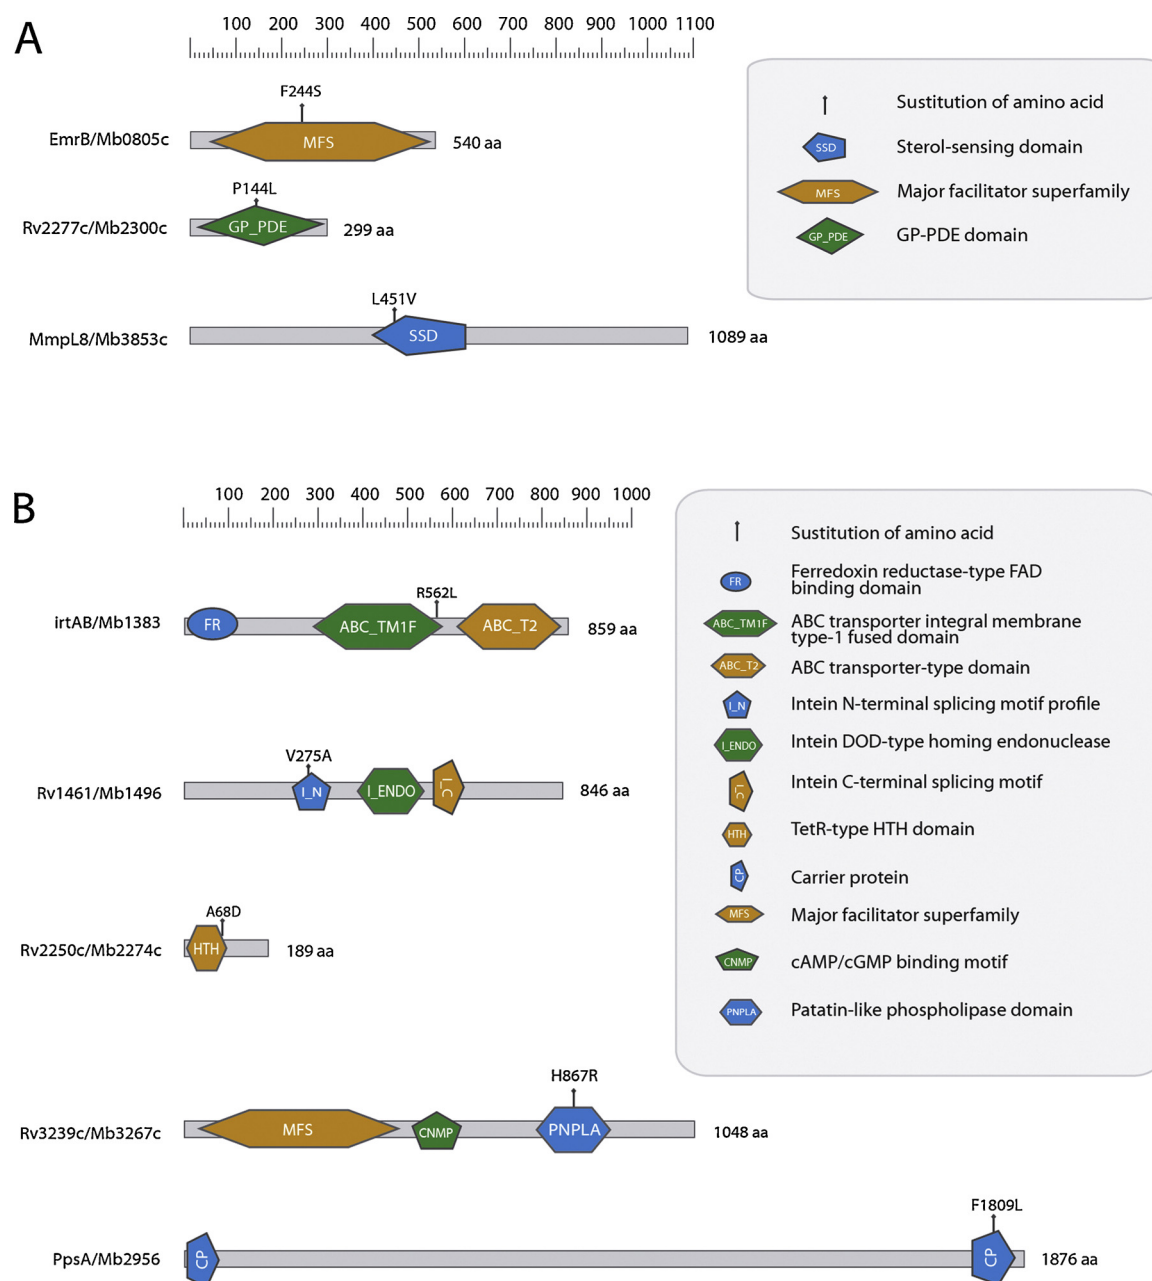 A
100 200 300 400 500 600 700 800 900 1000 1100
F244S
EmrB/Mb0805c
MFS
540 aa
P144L
Rv2277c/Mb2300c
GP_PDE
299 aa
L451V
MmpL8/Mb3853c
SSD
1089 aa
Sustitution of amino acid
SSD
Sterol-sensing domain
MFS
Major facilitator superfamily
GP_PDE
GP-PDE domain
B
100 200 300 400 500 600 700 800 900 1000
R562L
irtAB/Mb1383
FR
ABC_TM1F
ABC_T2
859 aa
V275A
Rv1461/Mb1496
I_N
I_ENDO
I_C
846 aa
A68D
Rv2250c/Mb2274c
HTH
189 aa
H867R
Rv3239c/Mb3267c
MFS
CNMP
PNPLA
1048 aa
F1809L
PpsA/Mb2956
CP
CP
1876 aa
Sustitution of amino acid
FR
Ferredoxin reductase-type FAD
binding domain
ABC_TM1F
ABC transporter integral membrane
type-1 fused domain
ABC_T2
ABC transporter-type domain
I_N
Intein N-terminal splicing motif profile
I_ENDO
Intein DOD-type homing endonuclease
I_C
Intein C-terminal splicing motif
HTH
TetR-type HTH domain
CP
Carrier protein
MFS
Major facilitator superfamily
CNMP
cAMP/cGMP binding motif
PNPLA
Patatin-like phospholipase domain